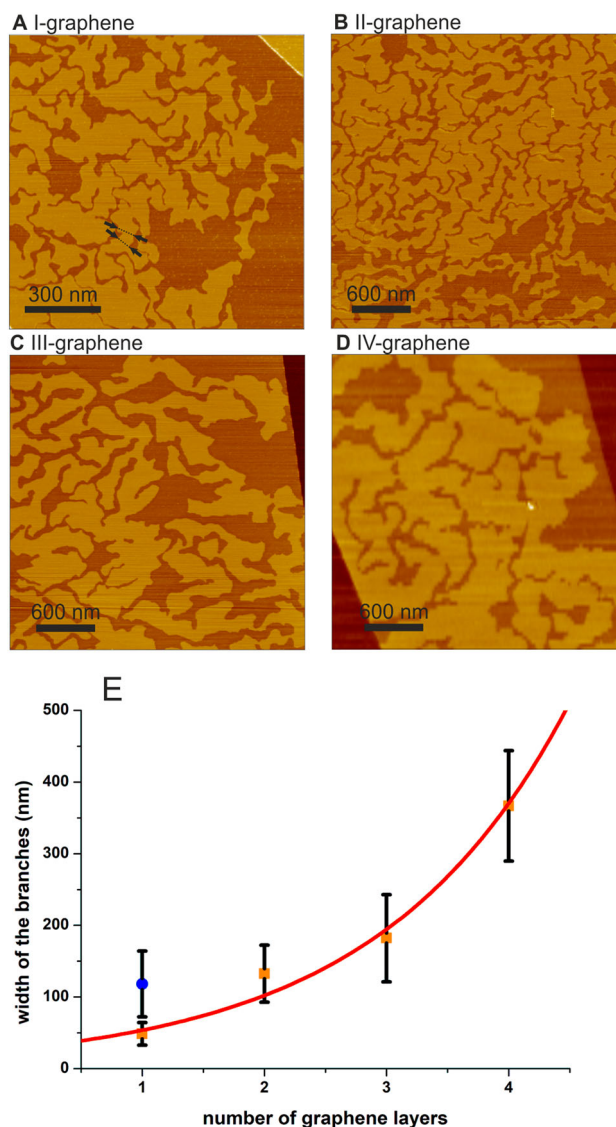 A I-graphene
B II-graphene
300 nm
600 nm
C III-graphene
D IV-graphene
600 nm
600 nm
E
500
400
300
200
100
0
width of the branches (nm)
1 2 3 4
number of graphene layers